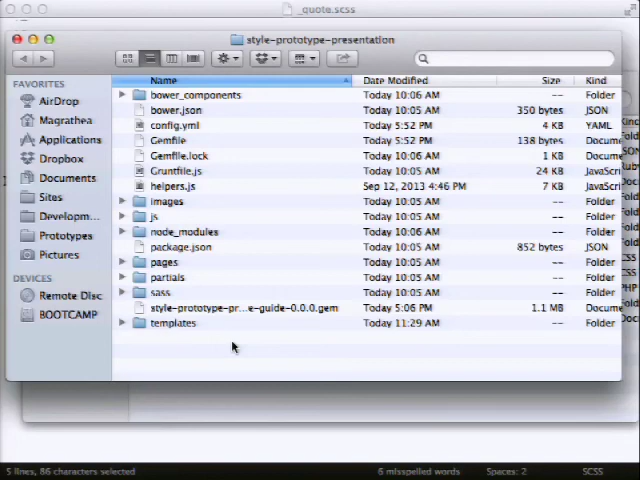 _quote.scss
style-prototype-presentation
FAVORITES
AirDrop
Magrathea
Applications
Dropbox
Documents
Sites
Developm...
Prototypes
Pictures
DEVICES
Remote Disc
BOOTCAMP
Name Date Modified Size Kind
bower_components Today 10:06 AM -- Folder
bower.json Today 10:05 AM 350 bytes JSON
config.yml Today 5:52 PM 4 KB YAML
Gemfile Today 5:52 PM 138 bytes Docume
Gemfile.lock Today 10:06 AM 1 KB Docume
Gruntfile.js Today 10:05 AM 24 KB JavaScri
helpers.js Sep 12, 2013 4:46 PM 7 KB JavaScri
images Today 10:05 AM -- Folder
js Today 10:05 AM -- Folder
node_modules Today 10:06 AM -- Folder
package.json Today 10:05 AM 852 bytes JSON
pages Today 10:05 AM -- Folder
partials Today 10:05 AM -- Folder
sass Today 10:05 AM -- Folder
style-prototype-pr...e-guide-0.0.0.gem Today 5:06 PM 1.1 MB Docume
templates Today 11:29 AM -- Folder
5 lines, 86 characters selected 6 misspelled words Spaces: 2 SCSS